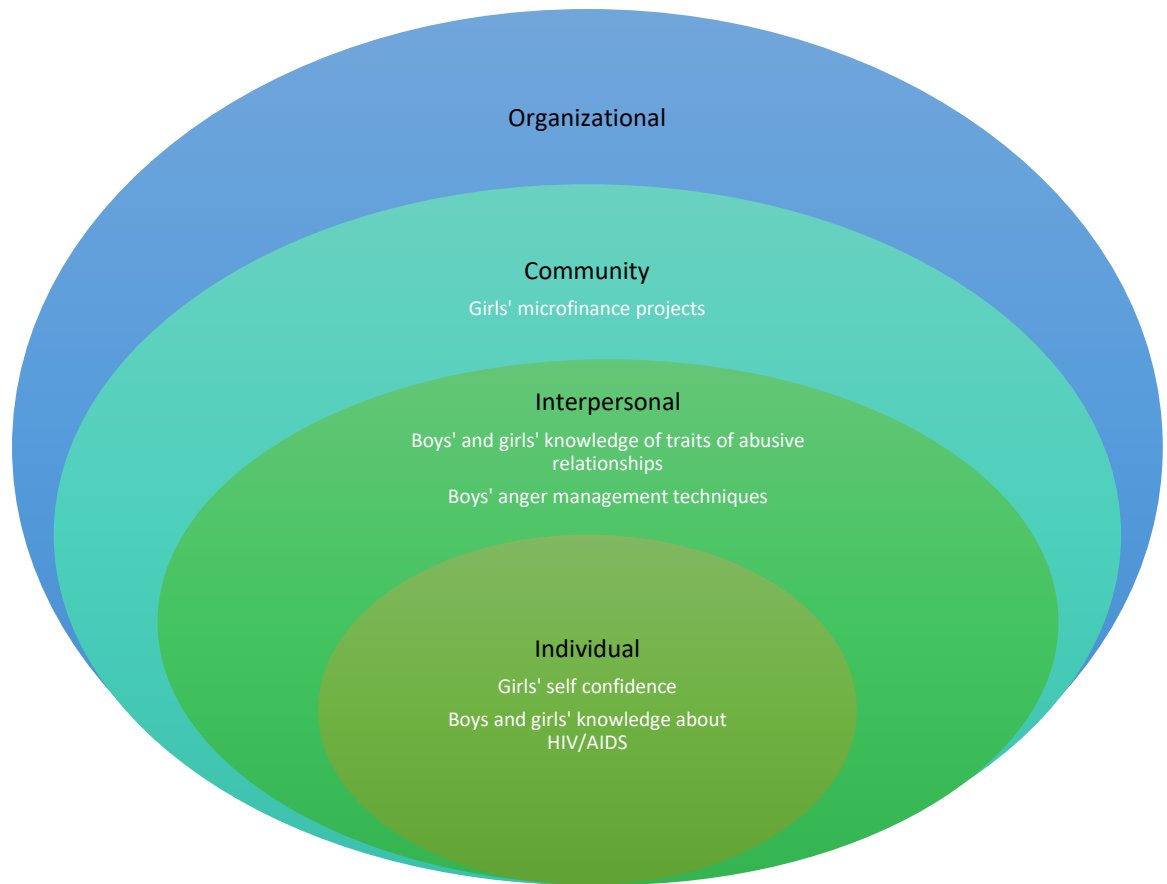 Organizational
Community
Girls' microfinance projects
Interpersonal
Boys' and girls' knowledge of traits of abusive
relationships
Boys' anger management techniques
Individual
Girls' self confidence
Boys and girls' knowledge about
HIV/AIDS